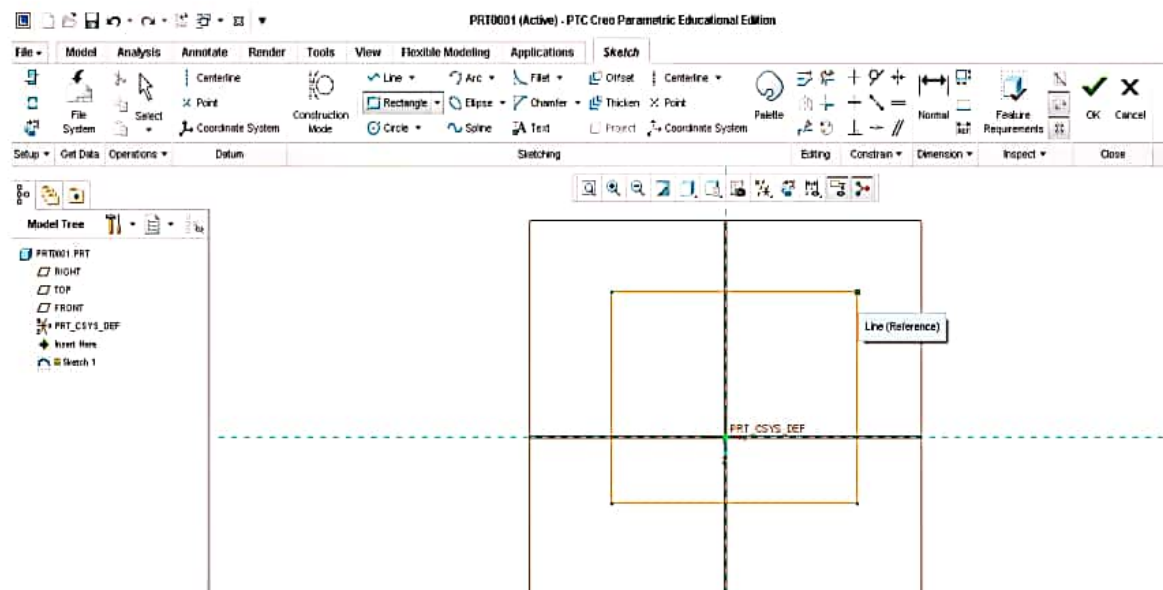 PRT0001 (Active) - PTC Creo Parametric Educational Edition
File Model Analysis Annotate Render Tools View Flexible Modeling Applications Sketch
Centerline Line Arc Fillet Offset Centerline
Point Rectangle Ellipse Chamfer Thicken Point
Coordinate System Circle Spline Text Project Coordinate System
File System Select Construction Mode Palette Normal Feature Requirements OK Cancel
Setup Get Data Operations Datum Sketching Editing Constrain Dimension Inspect Close
Model Tree
PRT0001.PRT
RIGHT
TOP
FRONT
PRT_CSYS_DEF
Insert Here
Sketch 1
Line (Reference)
PRT_CSYS_DEF